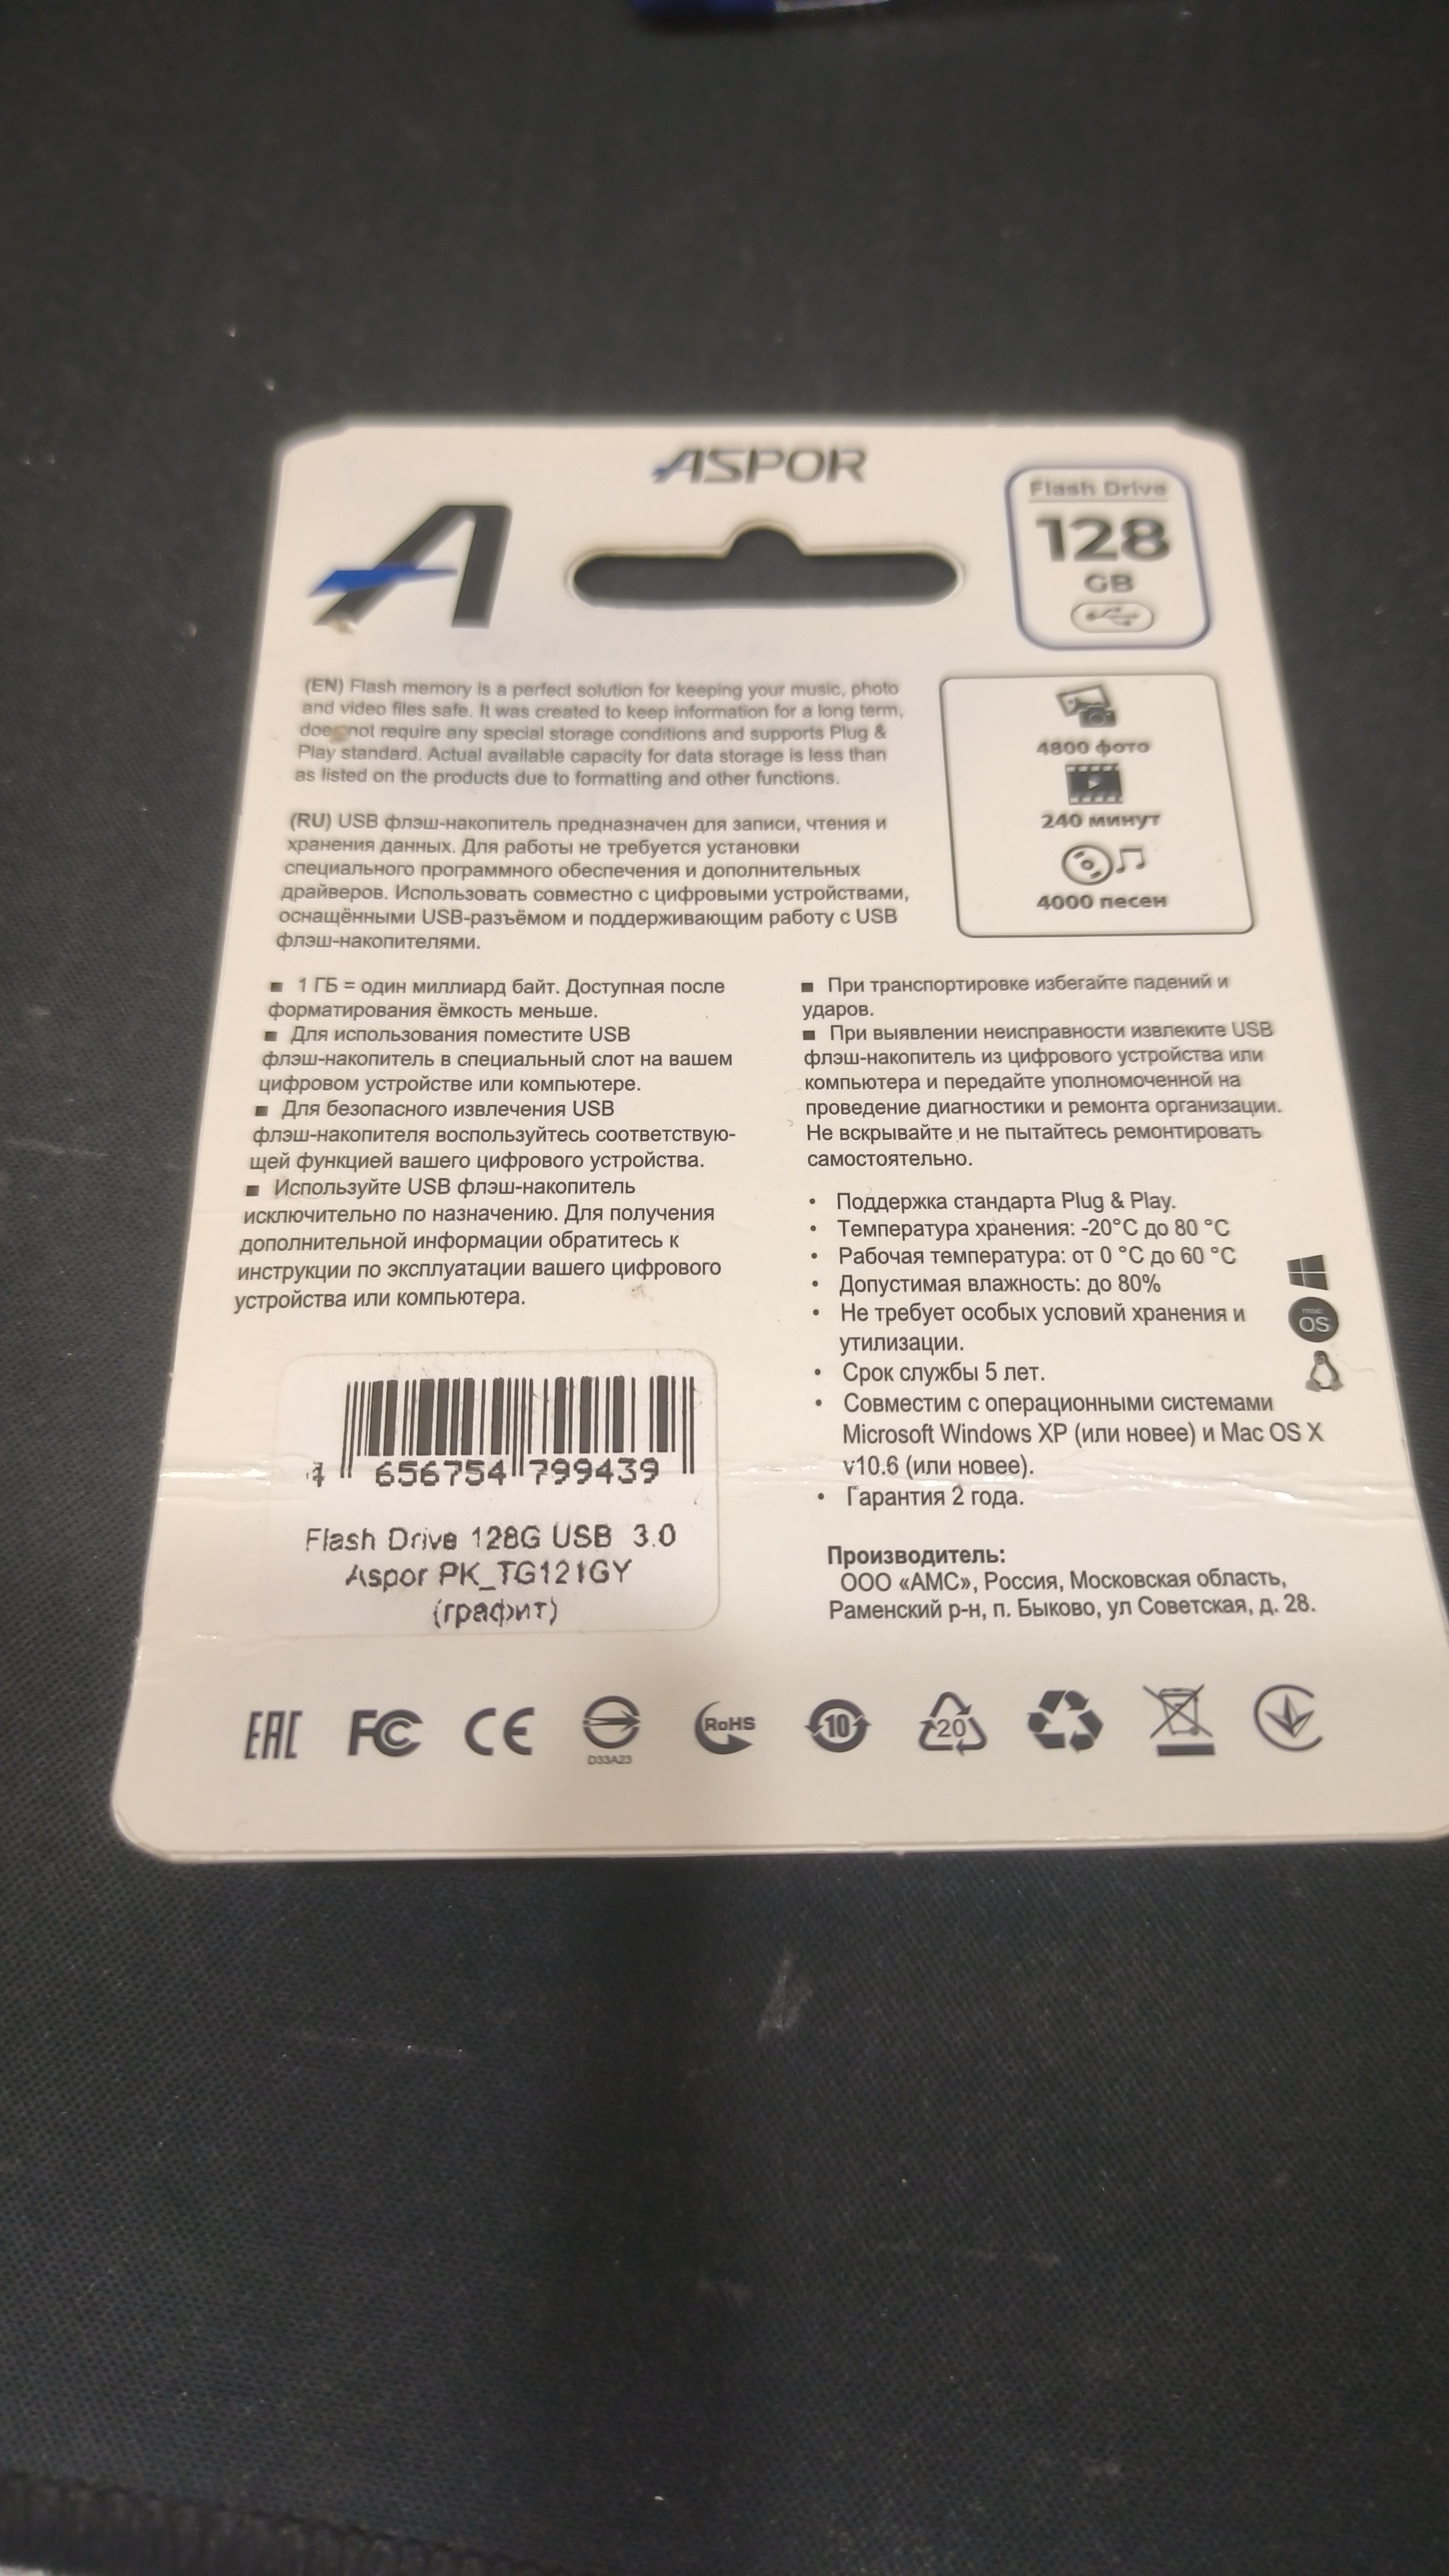 ASPOR
Flash Drive
128
GB
(EN) Flash memory is a perfect solution for keeping your music, photo
and video files safe. It was created to keep information for a long term,
does not require any special storage conditions and supports Plug &
Play standard. Actual available capacity for data storage is less than
as listed on the products due to formatting and other functions.
4800 фото
240 минут
4000 песен
(RU) USB флэш-накопитель предназначен для записи, чтения и
хранения данных. Для работы не требуется установки
специального программного обеспечения и дополнительных
драйверов. Использовать совместно с цифровыми устройствами,
оснащёнными USB-разъёмом и поддерживающим работу с USB
флэш-накопителями.
▪ 1 ГБ = один миллиард байт. Доступная после
форматирования ёмкость меньше.
▪ Для использования поместите USB
флэш-накопитель в специальный слот на вашем
цифровом устройстве или компьютере.
▪ Для безопасного извлечения USB
флэш-накопителя воспользуйтесь соответствую-
щей функцией вашего цифрового устройства.
▪ Используйте USB флэш-накопитель
исключительно по назначению. Для получения
дополнительной информации обратитесь к
инструкции по эксплуатации вашего цифрового
устройства или компьютера.
▪ При транспортировке избегайте падений и
ударов.
▪ При выявлении неисправности извлеките USB
флэш-накопитель из цифрового устройства или
компьютера и передайте уполномоченной на
проведение диагностики и ремонта организации.
Не вскрывайте и не пытайтесь ремонтировать
самостоятельно.
• Поддержка стандарта Plug & Play.
• Температура хранения: -20°C до 80 °C
• Рабочая температура: от 0 °C до 60 °C
• Допустимая влажность: до 80%
• Не требует особых условий хранения и
утилизации.
• Срок службы 5 лет.
• Совместим с операционными системами
Microsoft Windows XP (или новее) и Mac OS X
v10.6 (или новее).
• Гарантия 2 года.
mac
OS
4 656754 799439
Flash Drive 128G USB 3.0
Aspor PK_TG121GY
(графит)
Производитель:
ООО «АМС», Россия, Московская область,
Раменский р-н, п. Быково, ул Советская, д. 28.
EAC FC CE D33A23 RoHS 10 20